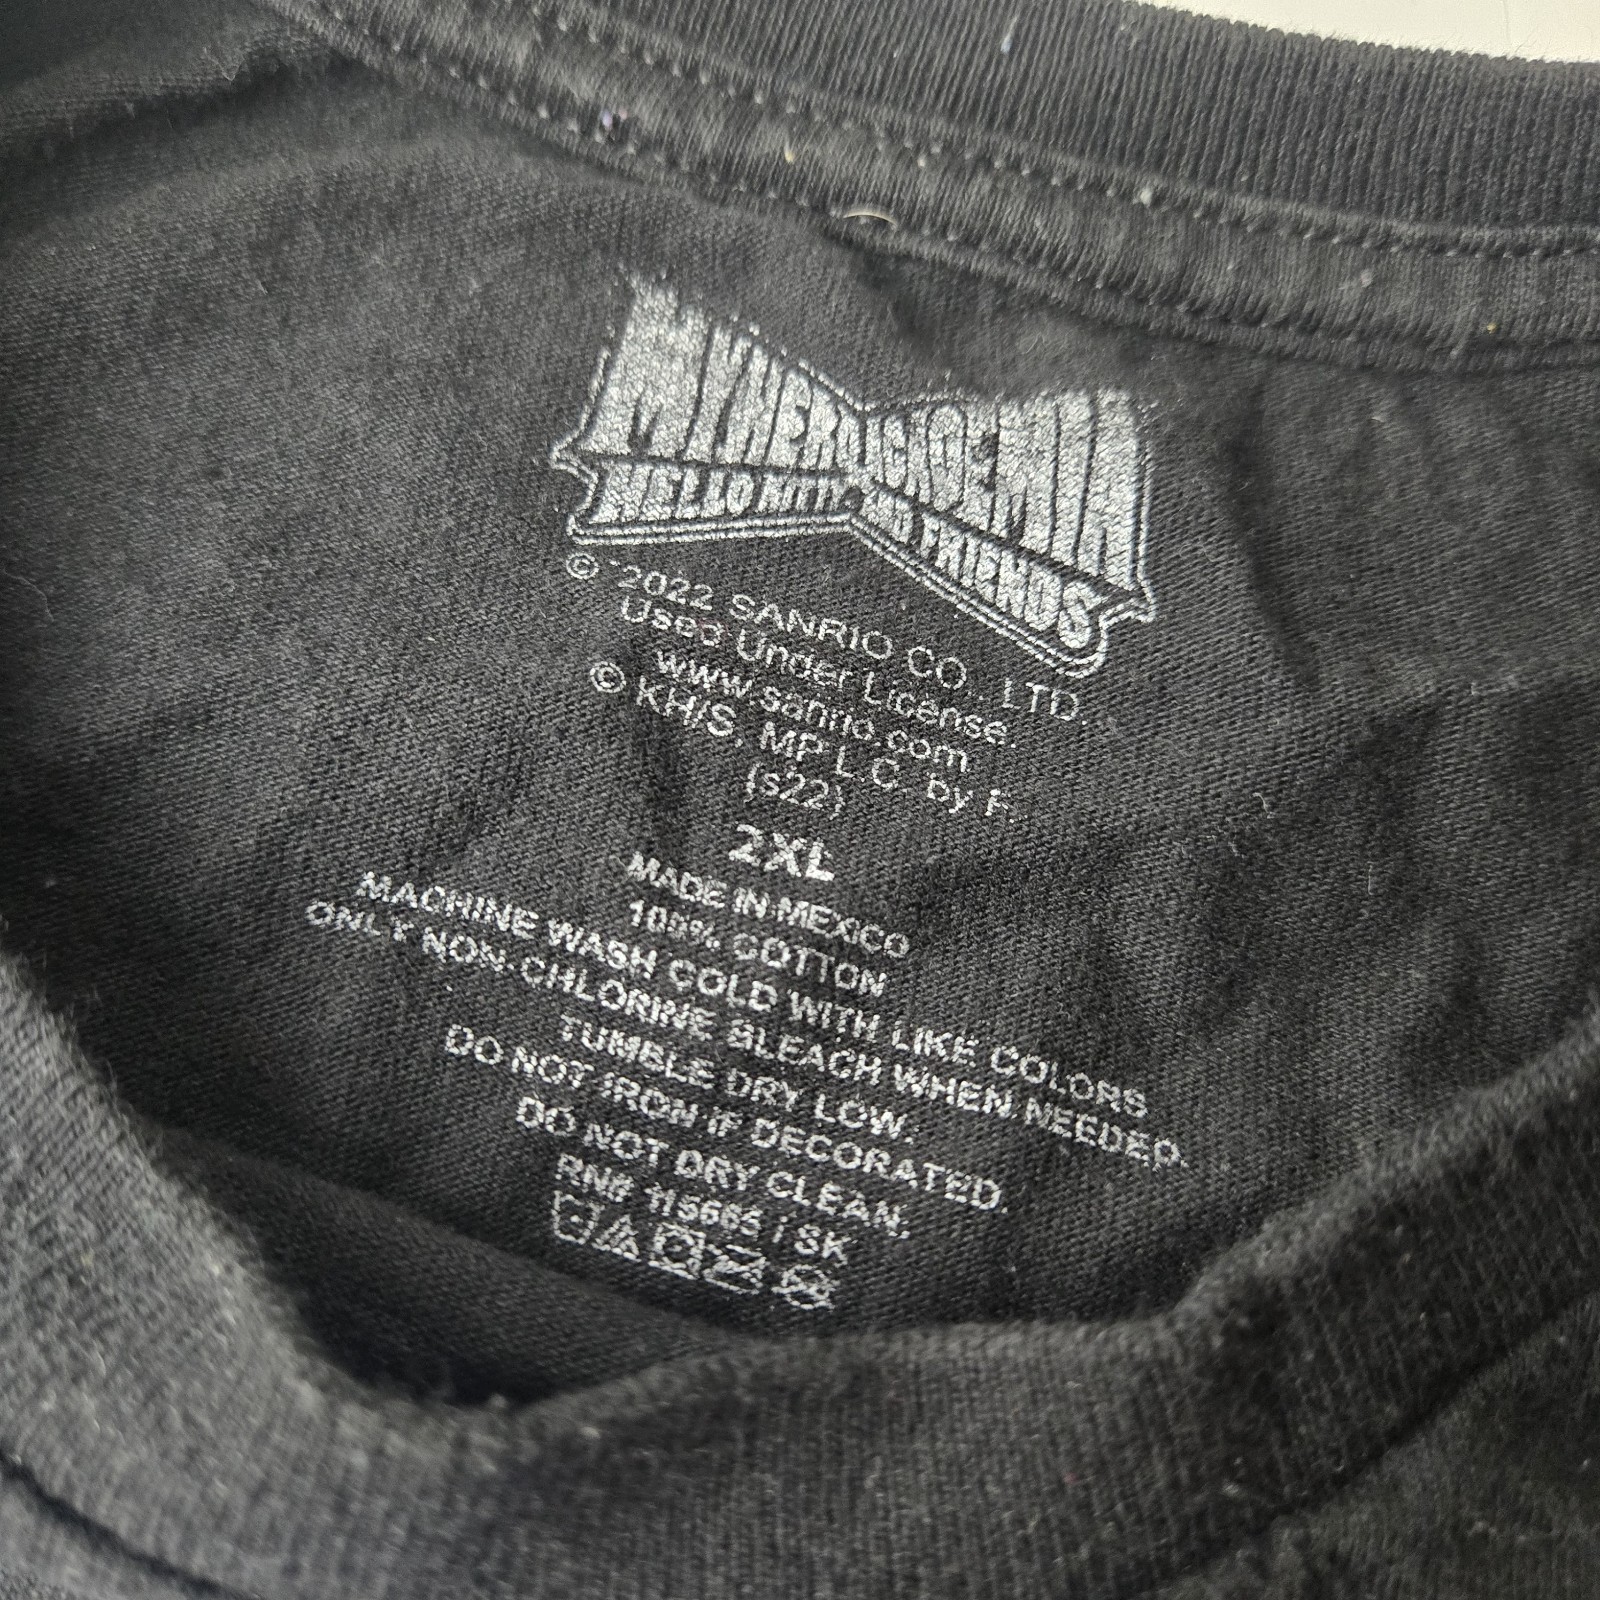 MY HERO ACADEMIA
HELLO KITTY AND FRIENDS
© 2022 SANRIO CO., LTD.
Used Under License.
www.sanrio.com
© KH/S, MP L.C. by F.
(s22)
2XL
MADE IN MEXICO
100% COTTON
MACHINE WASH COLD WITH LIKE COLORS
ONLY NON-CHLORINE BLEACH WHEN NEEDED.
TUMBLE DRY LOW.
DO NOT IRON IF DECORATED.
DO NOT DRY CLEAN.
RN# 115665 / SK